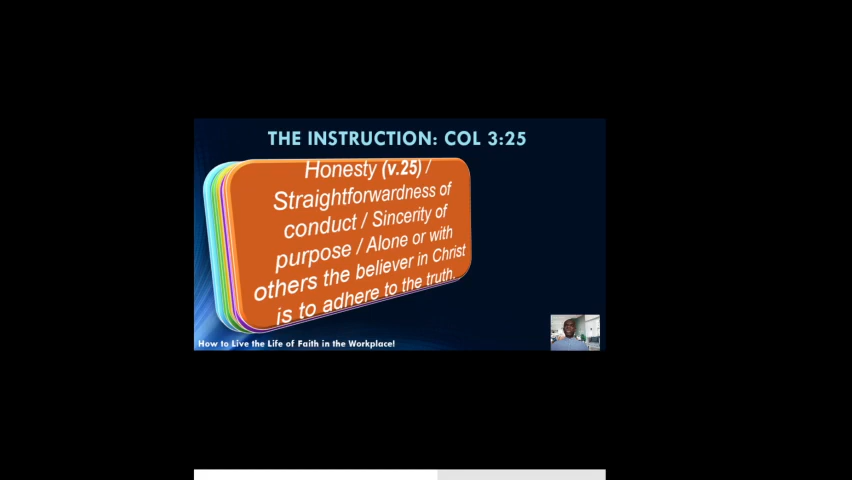 THE INSTRUCTION: COL 3:25
Honesty (v.25) /
Straightforwardness of
conduct / Sincerity of
purpose / Alone or with
others the believer in Christ
is to adhere to the truth.
How to Live the Life of Faith in the Workplace!